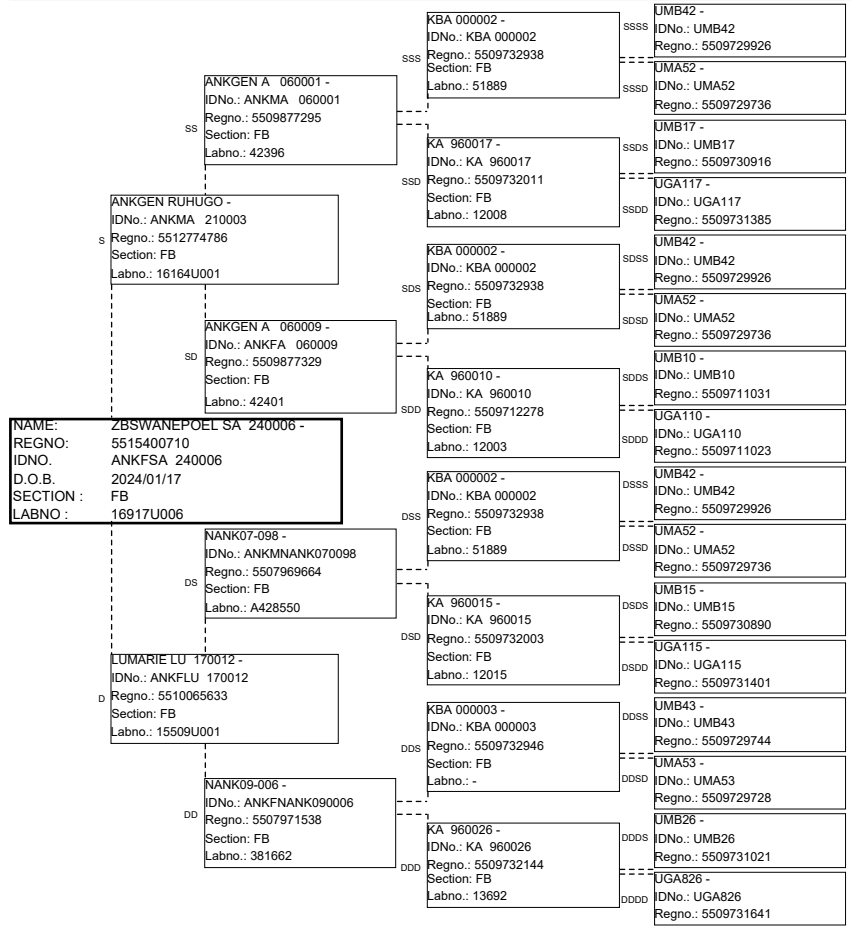 NAME: ZBSWANEPOEL SA 240006 -
REGNO: 5515400710
IDNO. ANKFSA 240006
D.O.B. 2024/01/17
SECTION : FB
LABNO : 16917U006
S
ANKGEN RUHUGO -
IDNo.: ANKMA 210003
Regno.: 5512774786
Section: FB
Labno.: 16164U001
D
LUMARIE LU 170012 -
IDNo.: ANKFLU 170012
Regno.: 5510065633
Section: FB
Labno.: 15509U001
SS
ANKGEN A 060001 -
IDNo.: ANKMA 060001
Regno.: 5509877295
Section: FB
Labno.: 42396
SD
ANKGEN A 060009 -
IDNo.: ANKFA 060009
Regno.: 5509877329
Section: FB
Labno.: 42401
DS
NANK07-098 -
IDNo.: ANKMNANK070098
Regno.: 5507969664
Section: FB
Labno.: A428550
DD
NANK09-006 -
IDNo.: ANKFNANK090006
Regno.: 5507971538
Section: FB
Labno.: 381662
SSS
KBA 000002 -
IDNo.: KBA 000002
Regno.: 5509732938
Section: FB
Labno.: 51889
SSD
KA 960017 -
IDNo.: KA 960017
Regno.: 5509732011
Section: FB
Labno.: 12008
SDS
KBA 000002 -
IDNo.: KBA 000002
Regno.: 5509732938
Section: FB
Labno.: 51889
SDD
KA 960010 -
IDNo.: KA 960010
Regno.: 5509712278
Section: FB
Labno.: 12003
DSS
KBA 000002 -
IDNo.: KBA 000002
Regno.: 5509732938
Section: FB
Labno.: 51889
DSD
KA 960015 -
IDNo.: KA 960015
Regno.: 5509732003
Section: FB
Labno.: 12015
DDS
KBA 000003 -
IDNo.: KBA 000003
Regno.: 5509732946
Section: FB
Labno.: -
DDD
KA 960026 -
IDNo.: KA 960026
Regno.: 5509732144
Section: FB
Labno.: 13692
SSSS
UMB42 -
IDNo.: UMB42
Regno.: 5509729926
SSSD
UMA52 -
IDNo.: UMA52
Regno.: 5509729736
SSDS
UMB17 -
IDNo.: UMB17
Regno.: 5509730916
SSDD
UGA117 -
IDNo.: UGA117
Regno.: 5509731385
SDSS
UMB42 -
IDNo.: UMB42
Regno.: 5509729926
SDSD
UMA52 -
IDNo.: UMA52
Regno.: 5509729736
SDDS
UMB10 -
IDNo.: UMB10
Regno.: 5509711031
SDDD
UGA110 -
IDNo.: UGA110
Regno.: 5509711023
DSSS
UMB42 -
IDNo.: UMB42
Regno.: 5509729926
DSSD
UMA52 -
IDNo.: UMA52
Regno.: 5509729736
DSDS
UMB15 -
IDNo.: UMB15
Regno.: 5509730890
DSDD
UGA115 -
IDNo.: UGA115
Regno.: 5509731401
DDSS
UMB43 -
IDNo.: UMB43
Regno.: 5509729744
DDSD
UMA53 -
IDNo.: UMA53
Regno.: 5509729728
DDDS
UMB26 -
IDNo.: UMB26
Regno.: 5509731021
DDDD
UGA826 -
IDNo.: UGA826
Regno.: 5509731641